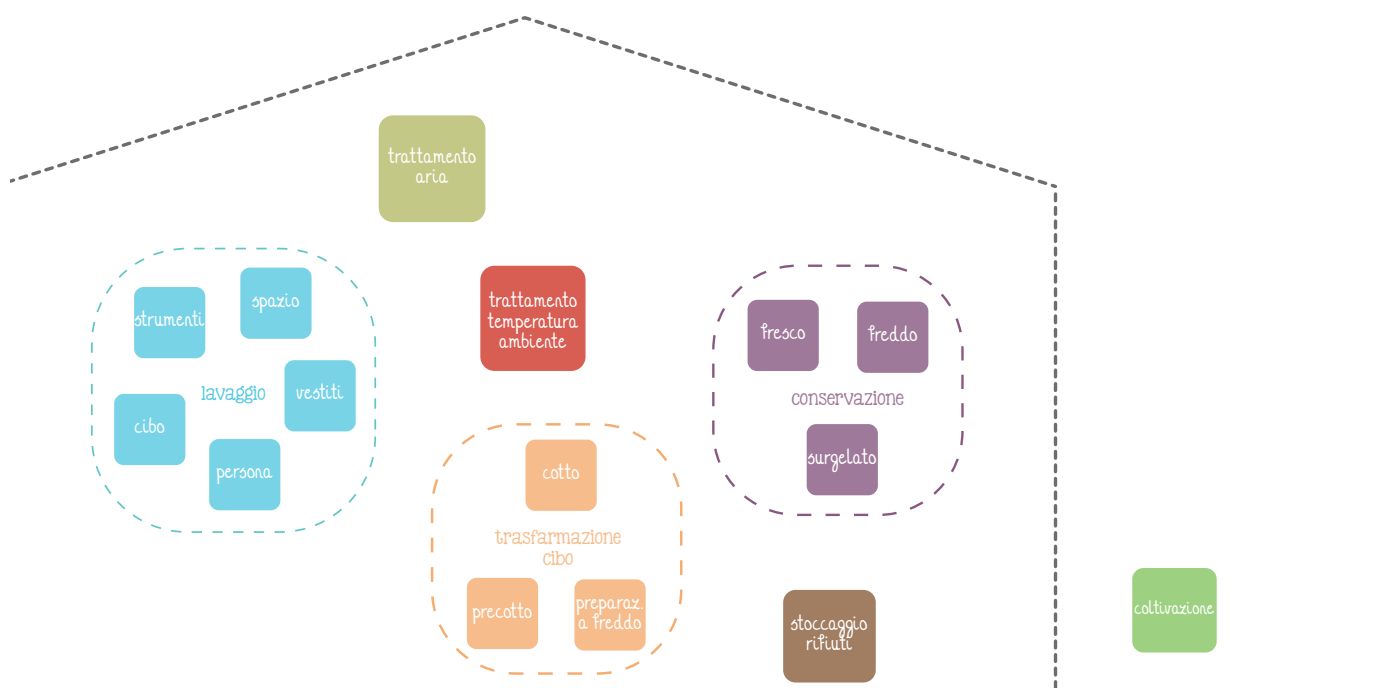 trattamento
aria
strumenti
spazio
lavaggio
vestiti
cibo
persona
trattamento
temperatura
ambiente
fresco
freddo
conservazione
surgelato
cotto
trasfarmazione
cibo
precotto
preparaz.
a freddo
stoccaggio
rifiuti
coltivazione